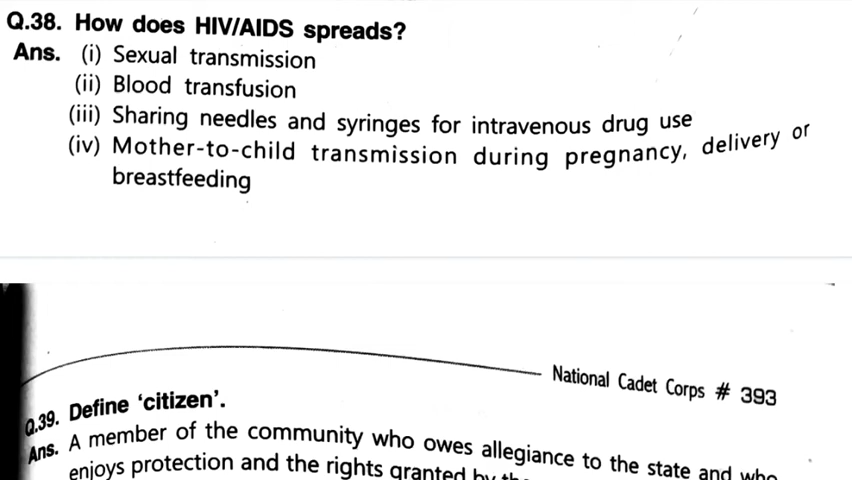 Q.38. How does HIV/AIDS spreads?
Ans. (i) Sexual transmission
(ii) Blood transfusion
(iii) Sharing needles and syringes for intravenous drug use
(iv) Mother-to-child transmission during pregnancy, delivery or
breastfeeding
National Cadet Corps # 393
Q.39. Define ‘citizen’.
Ans. A member of the community who owes allegiance to the state and who
enjoys protection and the rights granted by